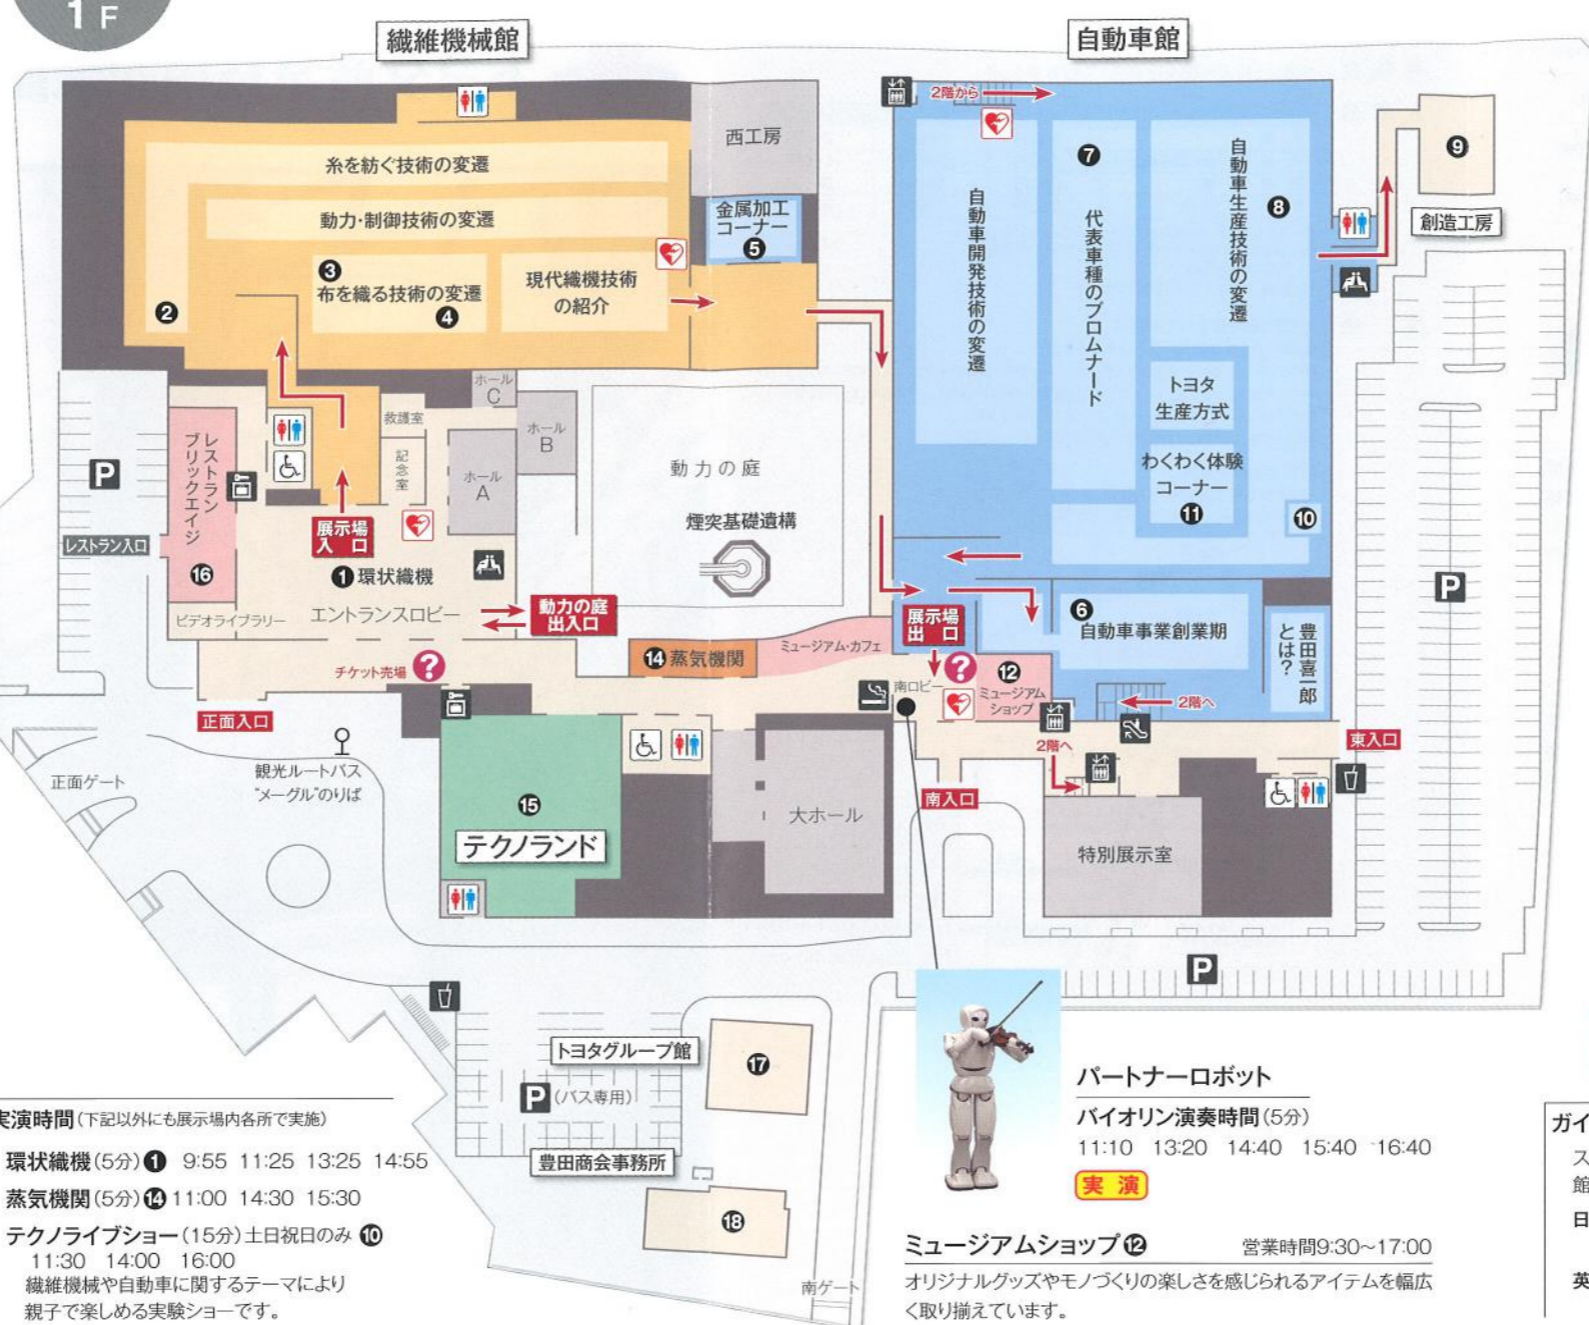 1F
繊維機械館
自動車館
糸を紡ぐ技術の変遷
動力・制御技術の変遷
❸
布を織る技術の変遷
❹
❷
現代織機技術
の紹介
西工房
金属加工
コーナー
❺
2階から
自動車開発技術の変遷
❼
代表車種のプロムナード
自動車生産技術の変遷
❽
❾
創造工房
トヨタ
生産方式
わくわく体験
コーナー
⓫
❿
ホール
C
ホール
B
ホール
A
救護室
記念室
レストラン
ブリックエイジ
⓰
P
レストラン入口
展示場
入口
❶環状織機
エントランスロビー
ビデオライブラリー
動力の庭
出入口
動力の庭
煙突基礎遺構
展示場
出口
❻
自動車事業創業期
豊田喜一郎
とは?
P
チケット売場
?
⓮蒸気機関
ミュージアム・カフェ
?
南ロビー
⓬
ミュージアム
ショップ
2階へ
2階へ
東入口
正面入口
正面ゲート
観光ルートバス
"メーグル"のりば
⓯
テクノランド
大ホール
南入口
特別展示室
P
トヨタグループ館
⓱
P(バス専用)
豊田商会事務所
⓲
南ゲート
実演時間(下記以外にも展示場内各所で実施)
環状織機(5分)❶ 9:55 11:25 13:25 14:55
蒸気機関(5分)⓮11:00 14:30 15:30
テクノライブショー(15分)土日祝日のみ ❿
11:30 14:00 16:00
繊維機械や自動車に関するテーマにより
親子で楽しめる実験ショーです。
パートナーロボット
バイオリン演奏時間(5分)
11:10 13:20 14:40 15:40 16:40
実演
ミュージアムショップ⓬ 営業時間9:30〜17:00
オリジナルグッズやモノづくりの楽しさを感じられるアイテムを幅広
く取り揃えています。
ガイ
ス
館
日
英